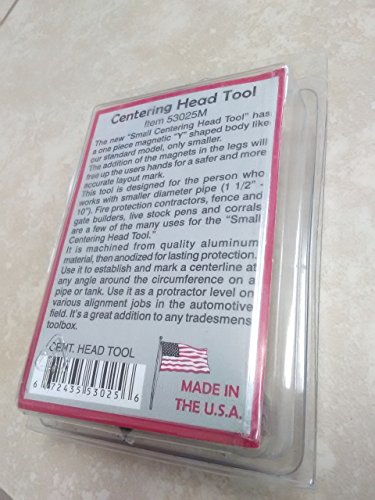 Centering Head Tool
Item 53025M
The new "Small Centering Head Tool" has
a one piece magnetic "Y" shaped body like
our standard model, only smaller.
The addition of the magnets in the legs will
free up the users hands for a safer and more
accurate layout mark.
This tool is designed for the person who
works with smaller diameter pipe (1 1/2" -
10"). Fire protection contractors, fence and
gate builders, live stock pens and corrals
are a few of the many uses for the "Small
Centering Head Tool."
It is machined from quality aluminum
material, then anodized for lasting protection.
Use it to establish and mark a centerline at
any angle around the circumference on a
pipe or tank. Use it as a protractor level on
various alignment jobs in the automotive
field. It's a great addition to any tradesmens
toolbox.
CENT. HEAD TOOL
6 72435 53025 6
MADE IN
THE U.S.A.